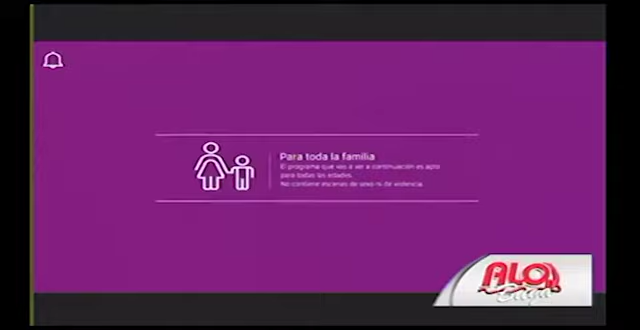 Para toda la familia
El programa que vas a ver a continuación es apto
para todas las edades.
No contiene escenas de sexo ni de violencia.
ALO
Buga